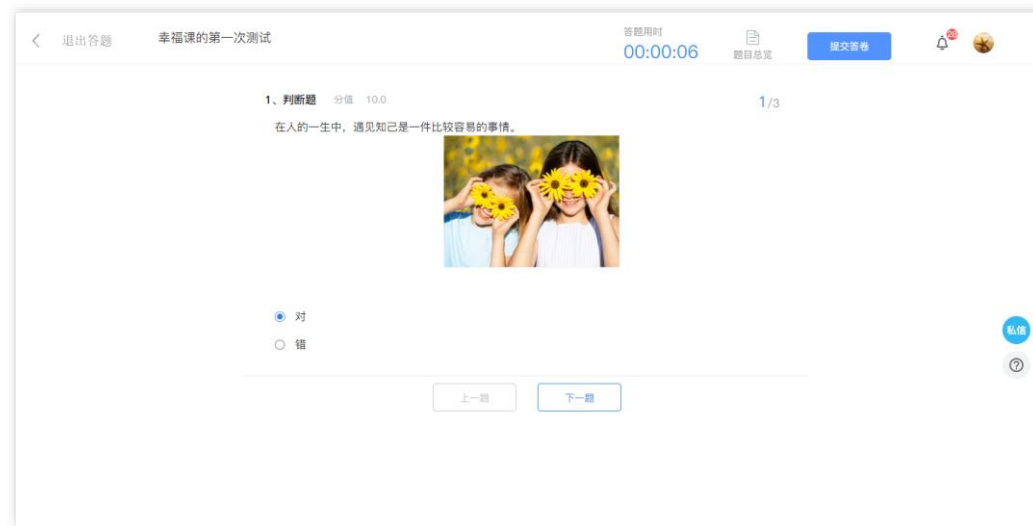 退出答题
幸福课的第一次测试
答题用时
00:00:06
题目总览
提交答卷
28
1、判断题 分值 10.0
1/3
在人的一生中，遇见知己是一件比较容易的事情。
对
错
私信
上一题
下一题